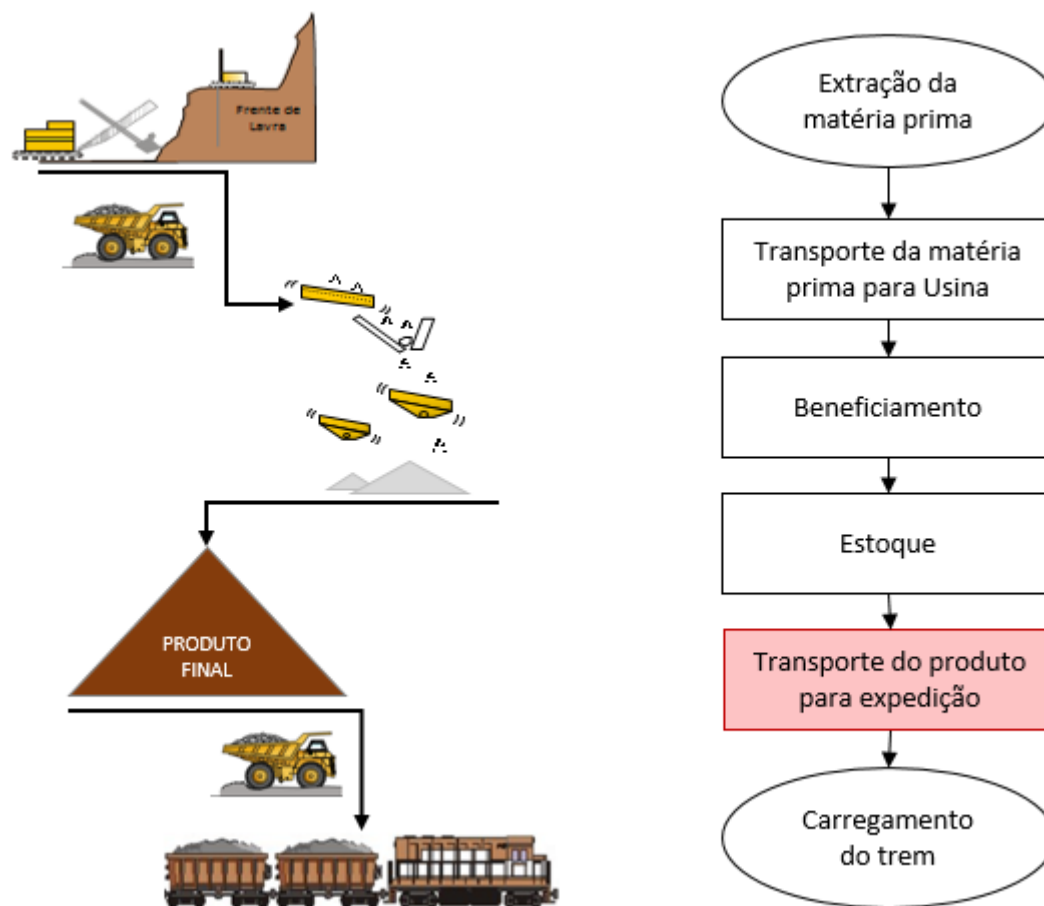 Frente de
Lavra
PRODUTO
FINAL
Extração da
matéria prima
Transporte da matéria
prima para Usina
Beneficiamento
Estoque
Transporte do produto
para expedição
Carregamento
do trem